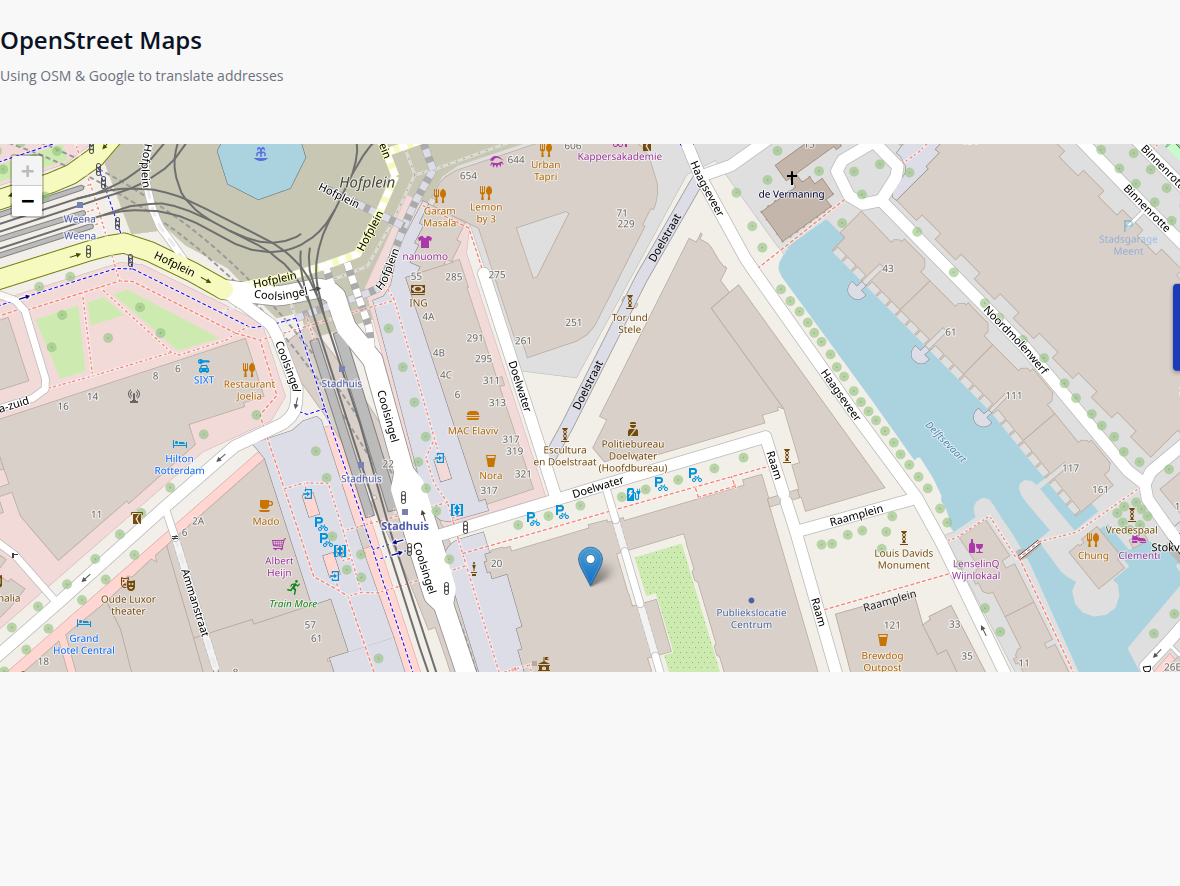 OpenStreet Maps
Using OSM & Google to translate addresses
+
−
Hofplein
Hofplein
Hofplein
Hofplein
Hofplein
Hofplein
Hofplein
Weena
Weena
Coolsingel
654
644
606
Urban
Tapri
Kappersakademie
Garam
Masala
Lemon
by 3
nanuomo
55
285
275
ING
4A
71
229
Haagseveer
de Vermaning
15
Binnenrotte
Binnenrotte
Stadsgarage
Meent
43
Doelstraat
Tor und
Stele
251
261
291
295
4B
4C
6
311
313
Doelwater
Doelstraat
61
Noordmolenwerf
111
Haagseveer
Delftsevaart
Coolsingel
Stadhuis
Coolsingel
6
8
SIXT
Restaurant
Joelia
14
16
a-zuid
Hilton
Rotterdam
MAC Elaviv
317
319
321
317
Nora
Escultura
en Doelstraat
Politiebureau
Doelwater
(Hoofdbureau)
Doelwater
Raam
117
161
22
Stadhuis
Stadhuis
11
2A
6
Mado
Albert
Heijn
Train More
Oude Luxor
theater
Grand
Hotel Central
18
Ammanstraat
57
61
8
Coolsingel
20
Raamplein
Louis Davids
Monument
LenselinQ
Wijnlokaal
Vredespaal
Chung
Clementi
Stokv
Publiekslocatie
Centrum
Raam
Raamplein
121
33
35
11
Brewdog
Outpost
26E